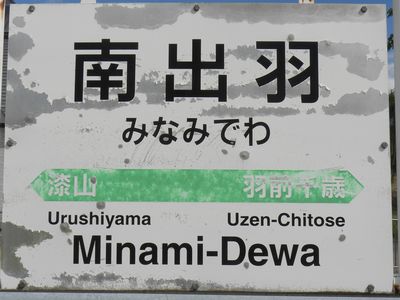 南出羽
みなみでわ
漆山 羽前千歳
Urushiyama Uzen-Chitose
Minami-Dewa